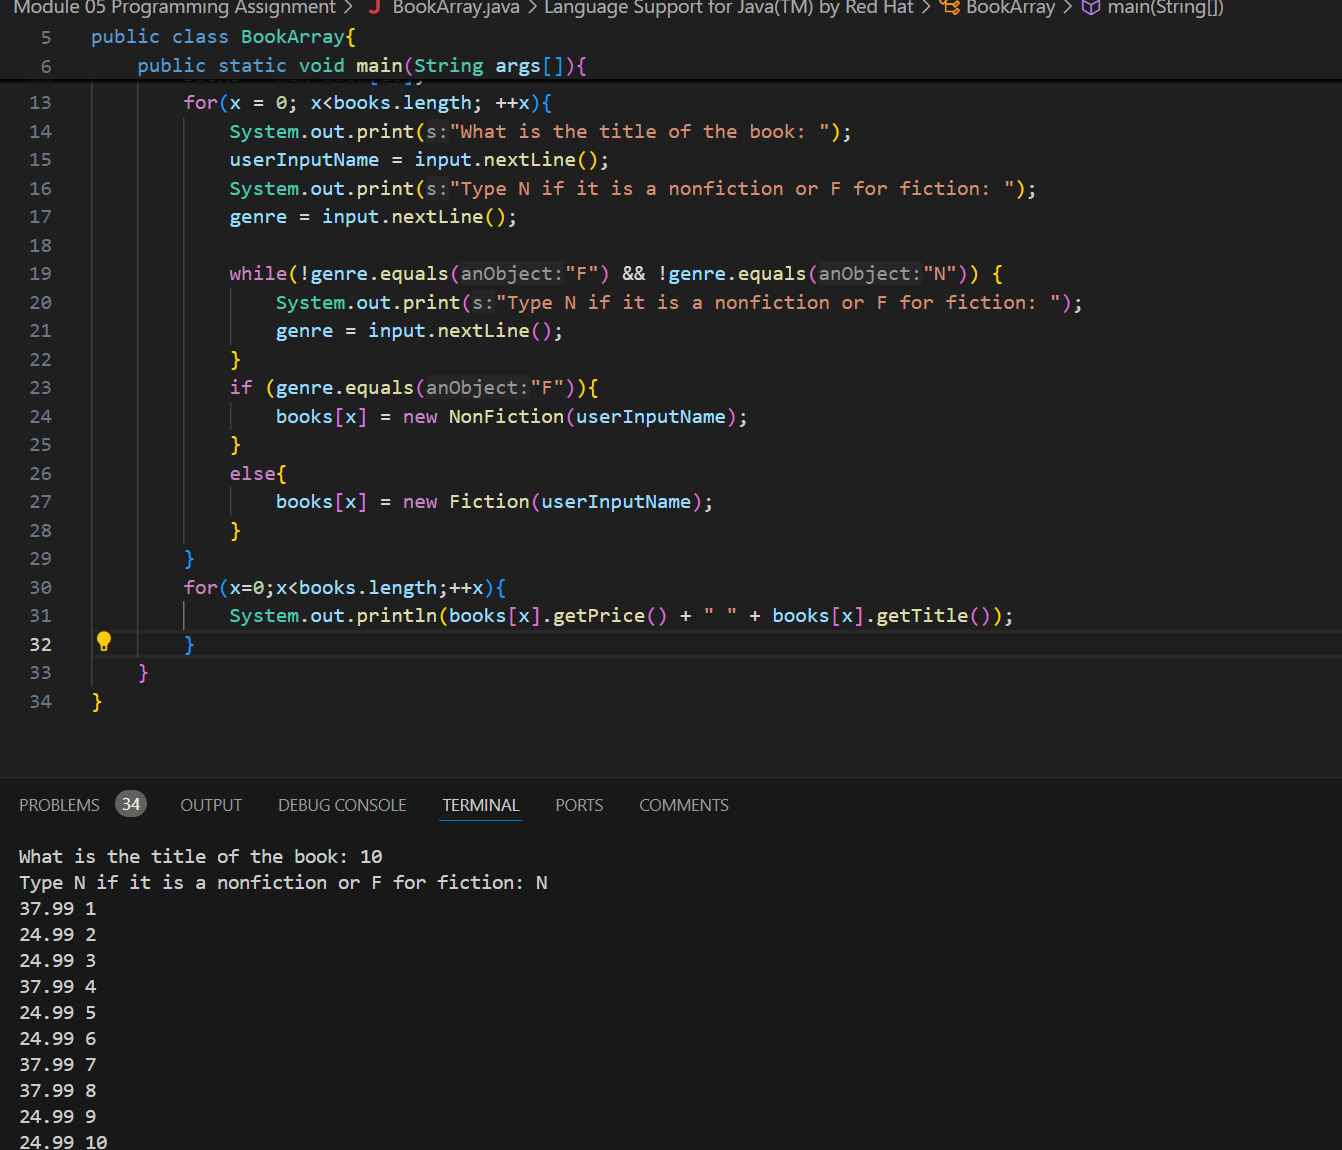 Module 05 Programming Assignment > J BookArray.java > Language Support for Java(TM) by Red Hat > BookArray > main(String[])
5 public class BookArray{
6 public static void main(String args[]){
13 for(x = 0; x<books.length; ++x){
14 System.out.print(s:"What is the title of the book: ");
15 userInputName = input.nextLine();
16 System.out.print(s:"Type N if it is a nonfiction or F for fiction: ");
17 genre = input.nextLine();
18
19 while(!genre.equals(anObject:"F") && !genre.equals(anObject:"N")) {
20 System.out.print(s:"Type N if it is a nonfiction or F for fiction: ");
21 genre = input.nextLine();
22 }
23 if (genre.equals(anObject:"F")){
24 books[x] = new NonFiction(userInputName);
25 }
26 else{
27 books[x] = new Fiction(userInputName);
28 }
29 }
30 for(x=0;x<books.length;++x){
31 System.out.println(books[x].getPrice() + " " + books[x].getTitle());
32 }
33 }
34 }
PROBLEMS 34 OUTPUT DEBUG CONSOLE TERMINAL PORTS COMMENTS
What is the title of the book: 10
Type N if it is a nonfiction or F for fiction: N
37.99 1
24.99 2
24.99 3
37.99 4
24.99 5
24.99 6
37.99 7
37.99 8
24.99 9
24.99 10